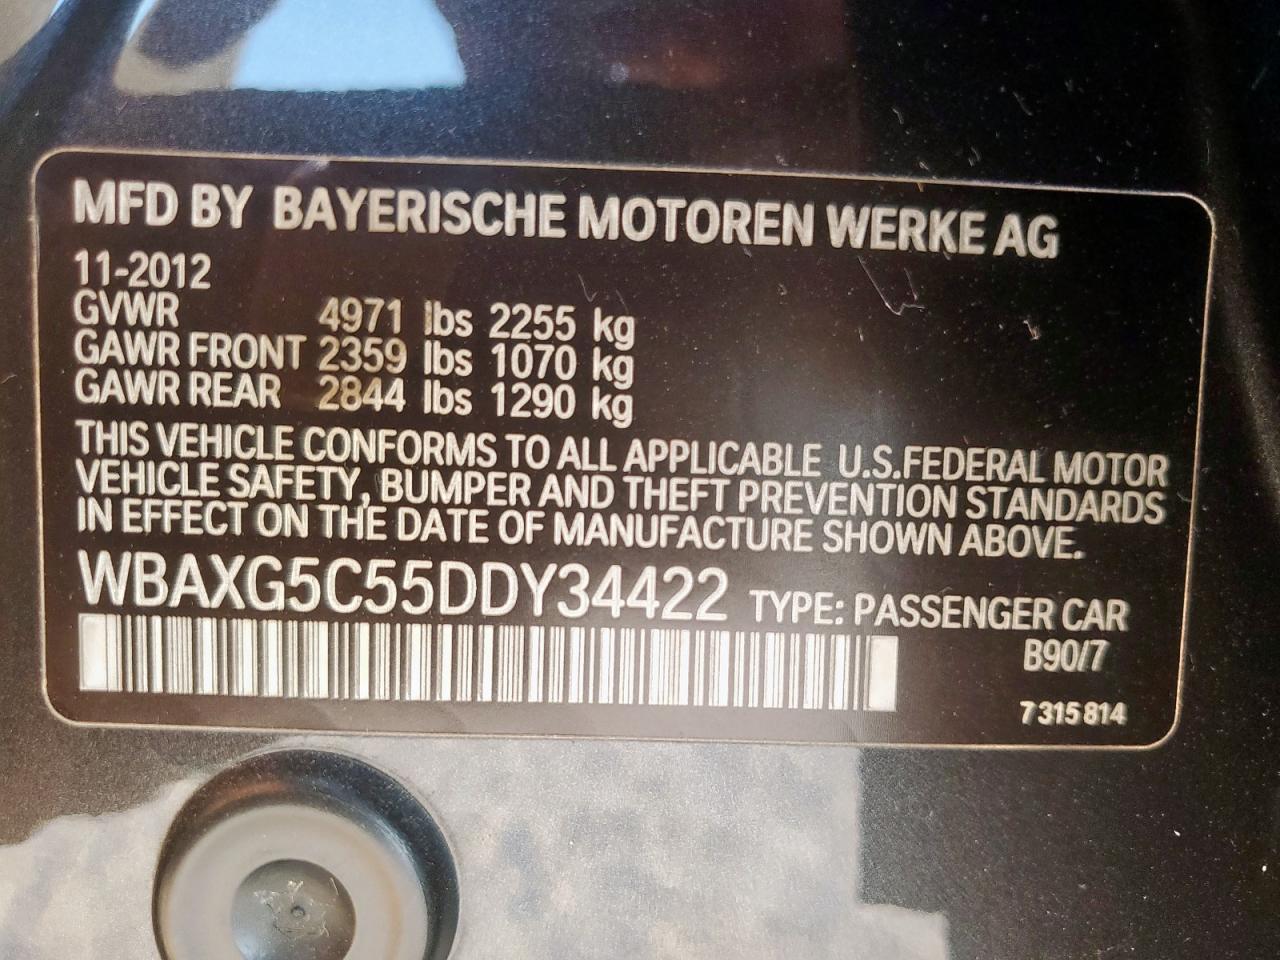 MFD BY BAYERISCHE MOTOREN WERKE AG
11-2012
GVWR 4971 lbs 2255 kg
GAWR FRONT 2359 lbs 1070 kg
GAWR REAR 2844 lbs 1290 kg
THIS VEHICLE CONFORMS TO ALL APPLICABLE U.S.FEDERAL MOTOR
VEHICLE SAFETY, BUMPER AND THEFT PREVENTION STANDARDS
IN EFFECT ON THE DATE OF MANUFACTURE SHOWN ABOVE.
WBAXG5C55DDY34422 TYPE: PASSENGER CAR
B90/7
7 315 814